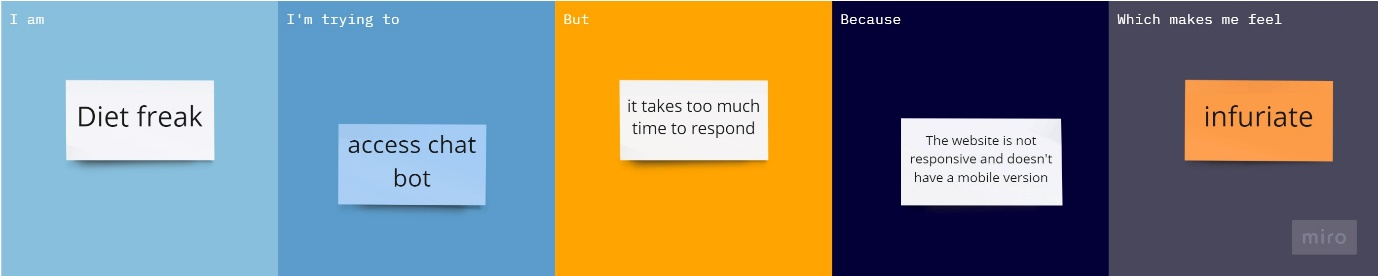 I am
Diet freak
I'm trying to
access chat
bot
But
it takes too much
time to respond
Because
The website is not
responsive and doesn't
have a mobile version
Which makes me feel
infuriate
miro